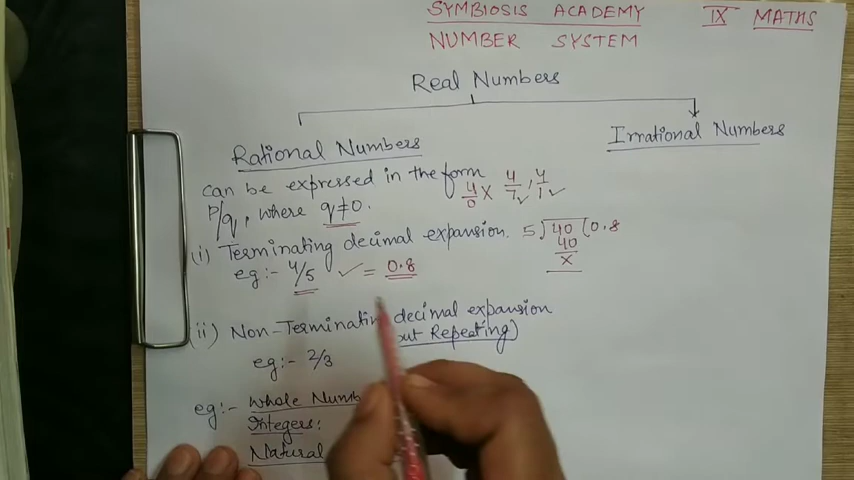 SYMBIOSIS ACADEMY IX MATHS
NUMBER SYSTEM
Real Numbers
Rational Numbers
Irrational Numbers
can be expressed in the form
p/q, where q≠0.
4/0 × 4/7 ✓, 4/1 ✓
(i) Terminating decimal expansion.
5)40(0.8
40
×
eg:- 4/5 ✓ = 0.8
(ii) Non-Terminating decimal expansion
but Repeating)
eg:- 2/3
eg:- Whole
Integers:
Natural